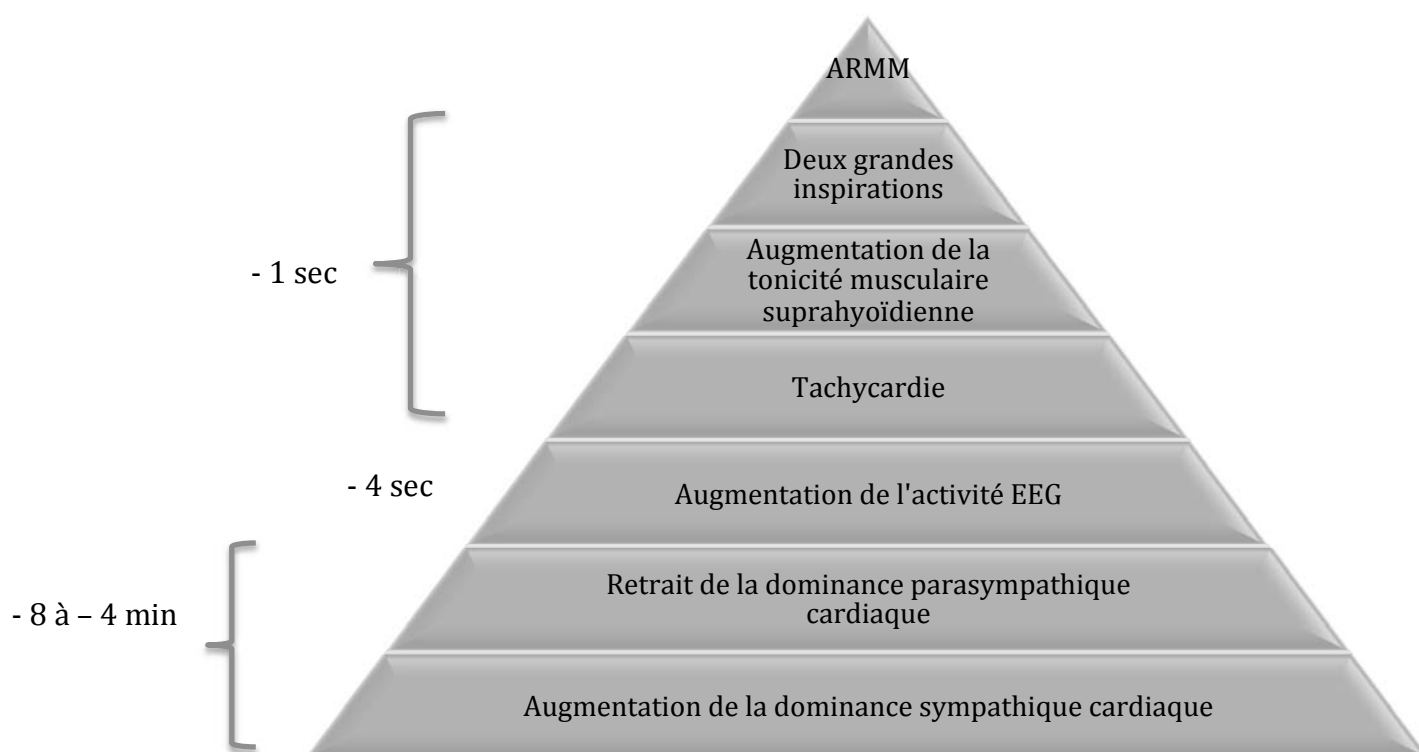 ARMM
Deux grandes
inspirations
Augmentation de la
tonicité musculaire
suprahyoïdienne
- 1 sec
Tachycardie
- 4 sec
Augmentation de l'activité EEG
Retrait de la dominance parasympathique
cardiaque
- 8 à – 4 min
Augmentation de la dominance sympathique cardiaque